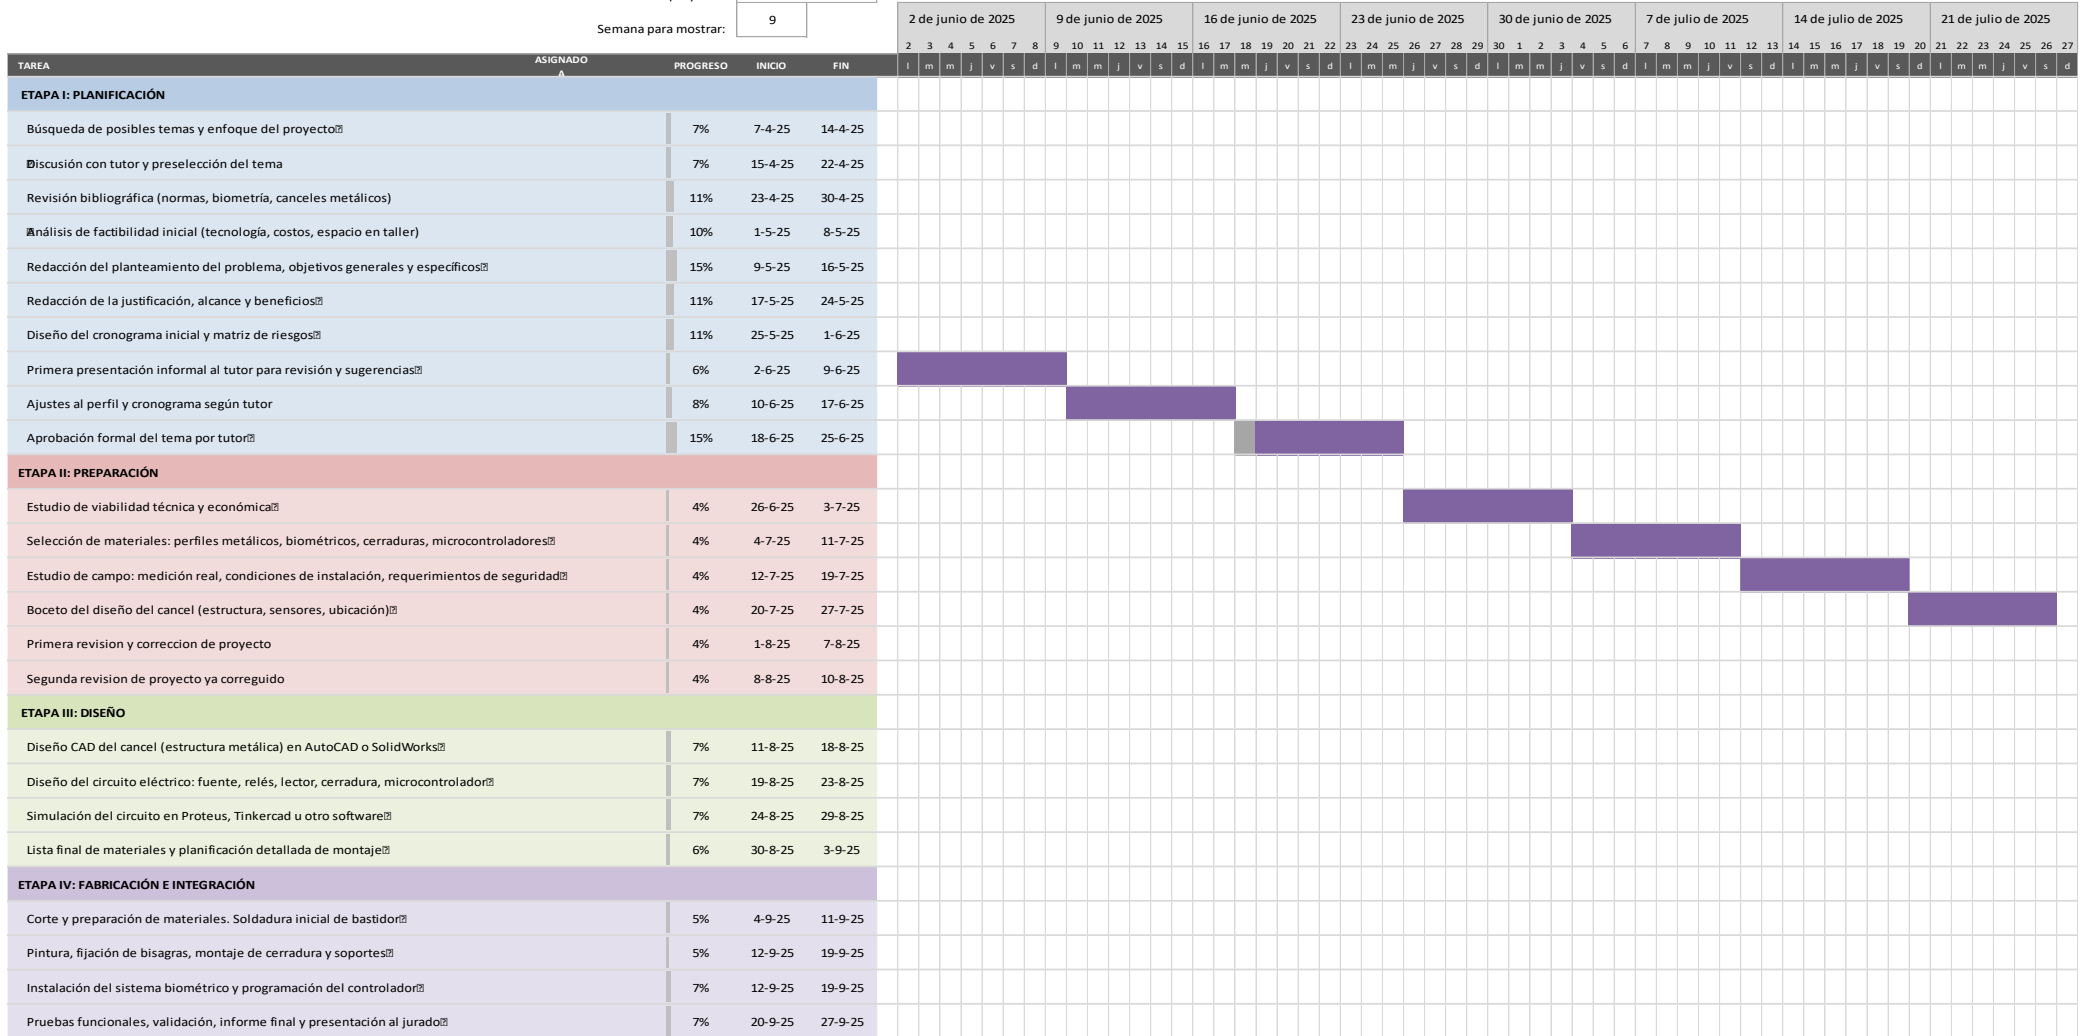 Semana para mostrar: 9
2 de junio de 2025 9 de junio de 2025 16 de junio de 2025 23 de junio de 2025 30 de junio de 2025 7 de julio de 2025 14 de julio de 2025 21 de julio de 2025
2 3 4 5 6 7 8 9 10 11 12 13 14 15 16 17 18 19 20 21 22 23 24 25 26 27 28 29 30 1 2 3 4 5 6 7 8 9 10 11 12 13 14 15 16 17 18 19 20 21 22 23 24 25 26 27
TAREA ASIGNADO A PROGRESO INICIO FIN l m m j v s d l m m j v s d l m m j v s d l m m j v s d l m m j v s d l m m j v s d l m m j v s d l m m j v s d
ETAPA I: PLANIFICACIÓN
Búsqueda de posibles temas y enfoque del proyecto 7% 7-4-25 14-4-25
Discusión con tutor y preselección del tema 7% 15-4-25 22-4-25
Revisión bibliográfica (normas, biometría, canceles metálicos) 11% 23-4-25 30-4-25
Análisis de factibilidad inicial (tecnología, costos, espacio en taller) 10% 1-5-25 8-5-25
Redacción del planteamiento del problema, objetivos generales y específicos 15% 9-5-25 16-5-25
Redacción de la justificación, alcance y beneficios 11% 17-5-25 24-5-25
Diseño del cronograma inicial y matriz de riesgos 11% 25-5-25 1-6-25
Primera presentación informal al tutor para revisión y sugerencias 6% 2-6-25 9-6-25
Ajustes al perfil y cronograma según tutor 8% 10-6-25 17-6-25
Aprobación formal del tema por tutor 15% 18-6-25 25-6-25
ETAPA II: PREPARACIÓN
Estudio de viabilidad técnica y económica 4% 26-6-25 3-7-25
Selección de materiales: perfiles metálicos, biométricos, cerraduras, microcontroladores 4% 4-7-25 11-7-25
Estudio de campo: medición real, condiciones de instalación, requerimientos de seguridad 4% 12-7-25 19-7-25
Boceto del diseño del cancel (estructura, sensores, ubicación) 4% 20-7-25 27-7-25
Primera revision y correccion de proyecto 4% 1-8-25 7-8-25
Segunda revision de proyecto ya correguido 4% 8-8-25 10-8-25
ETAPA III: DISEÑO
Diseño CAD del cancel (estructura metálica) en AutoCAD o SolidWorks 7% 11-8-25 18-8-25
Diseño del circuito eléctrico: fuente, relés, lector, cerradura, microcontrolador 7% 19-8-25 23-8-25
Simulación del circuito en Proteus, Tinkercad u otro software 7% 24-8-25 29-8-25
Lista final de materiales y planificación detallada de montaje 6% 30-8-25 3-9-25
ETAPA IV: FABRICACIÓN E INTEGRACIÓN
Corte y preparación de materiales. Soldadura inicial de bastidor 5% 4-9-25 11-9-25
Pintura, fijación de bisagras, montaje de cerradura y soportes 5% 12-9-25 19-9-25
Instalación del sistema biométrico y programación del controlador 7% 12-9-25 19-9-25
Pruebas funcionales, validación, informe final y presentación al jurado 7% 20-9-25 27-9-25